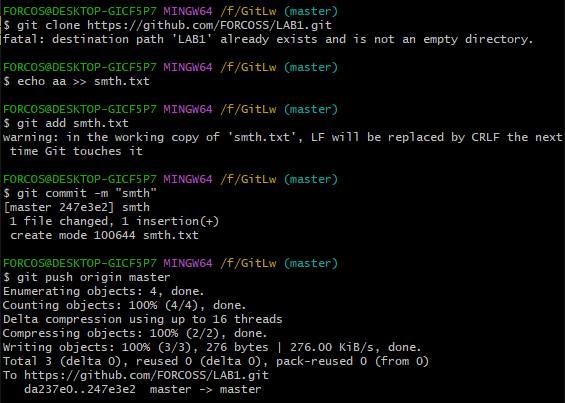 FORCOS@DESKTOP-GICF5P7 MINGW64 /f/GitLw (master)
$ git clone https://github.com/FORCOSS/LAB1.git
fatal: destination path 'LAB1' already exists and is not an empty directory.
FORCOS@DESKTOP-GICF5P7 MINGW64 /f/GitLw (master)
$ echo aa >> smth.txt
FORCOS@DESKTOP-GICF5P7 MINGW64 /f/GitLw (master)
$ git add smth.txt
warning: in the working copy of 'smth.txt', LF will be replaced by CRLF the next
 time Git touches it
FORCOS@DESKTOP-GICF5P7 MINGW64 /f/GitLw (master)
$ git commit -m "smth"
[master 247e3e2] smth
 1 file changed, 1 insertion(+)
 create mode 100644 smth.txt
FORCOS@DESKTOP-GICF5P7 MINGW64 /f/GitLw (master)
$ git push origin master
Enumerating objects: 4, done.
Counting objects: 100% (4/4), done.
Delta compression using up to 16 threads
Compressing objects: 100% (2/2), done.
Writing objects: 100% (3/3), 276 bytes | 276.00 KiB/s, done.
Total 3 (delta 0), reused 0 (delta 0), pack-reused 0 (from 0)
To https://github.com/FORCOSS/LAB1.git
   da237e0..247e3e2  master -> master